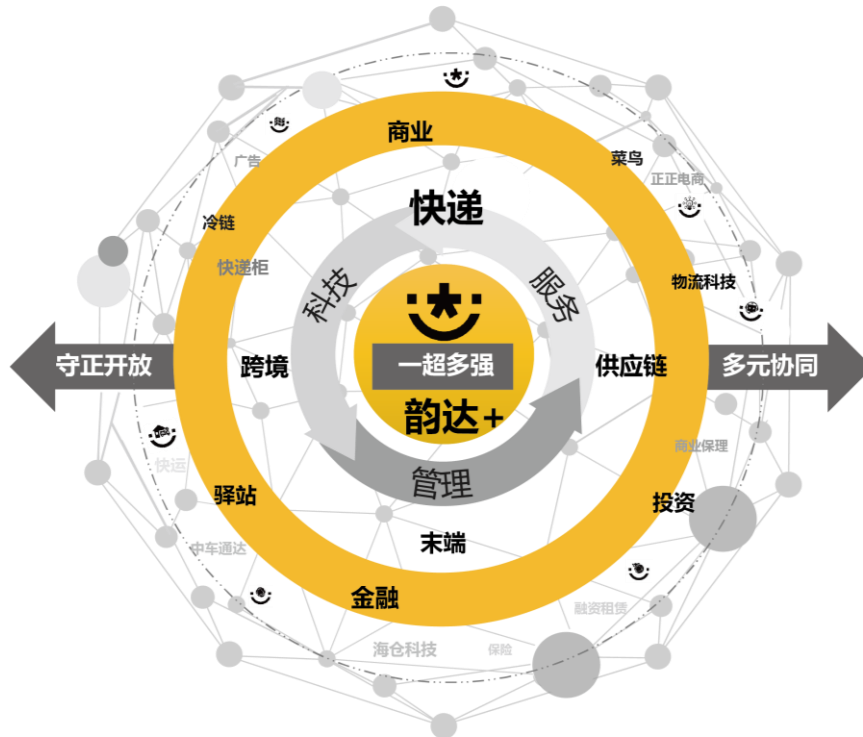 商业
菜鸟
广告
正正电商
快递
冷链
快递柜
科技
服务
物流科技
守正开放
跨境
一超多强
供应链
多元协同
韵达+
商业保理
快运
管理
驿站
投资
末端
中车通达
金融
融资租赁
海仓科技
保险